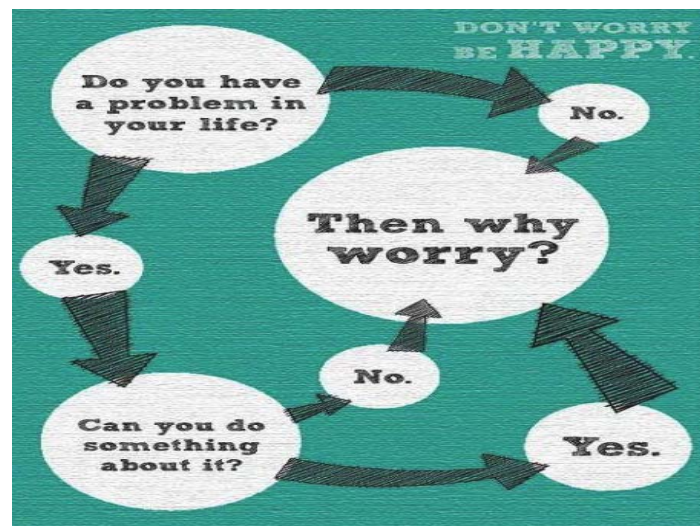 DON'T WORRY
BE HAPPY.
Do you have
a problem in
your life?
No.
Then why
worry?
Yes.
No.
Can you do
something
about it?
Yes.